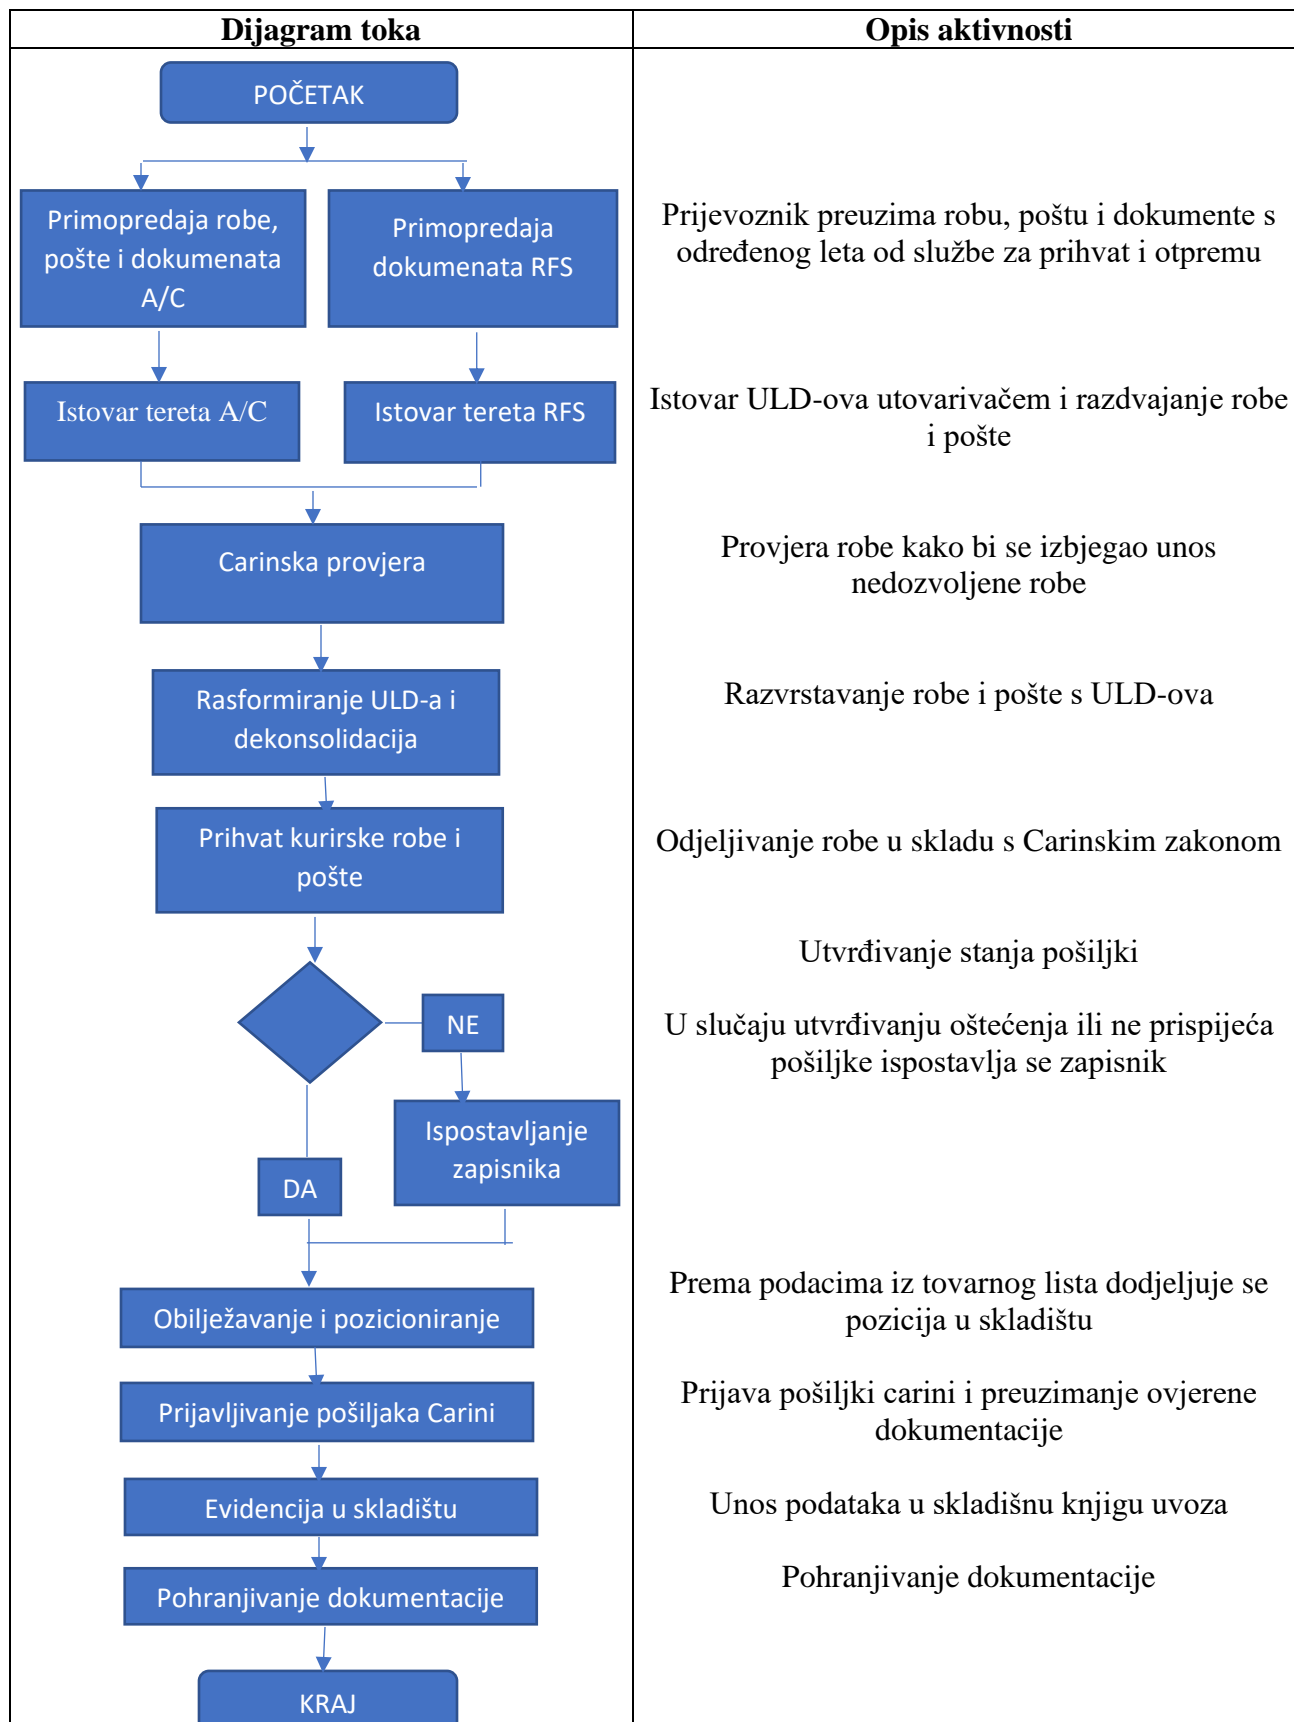 Dijagram toka
Opis aktivnosti
POČETAK
Primopredaja robe,
pošte i dokumenata
A/C
Primopredaja
dokumenata RFS
Prijevoznik preuzima robu, poštu i dokumente s
određenog leta od službe za prihvat i otpremu
Istovar tereta A/C
Istovar tereta RFS
Istovar ULD-ova utovarivačem i razdvajanje robe
i pošte
Carinska provjera
Provjera robe kako bi se izbjegao unos
nedozvoljene robe
Rasformiranje ULD-a i
dekonsolidacija
Razvrstavanje robe i pošte s ULD-ova
Prihvat kurirske robe i
pošte
Odjeljivanje robe u skladu s Carinskim zakonom
Utvrđivanje stanja pošiljki
NE
U slučaju utvrđivanju oštećenja ili ne prispijeća
pošiljke ispostavlja se zapisnik
Ispostavljanje
zapisnika
DA
Obilježavanje i pozicioniranje
Prema podacima iz tovarnog lista dodjeljuje se
pozicija u skladištu
Prijavljivanje pošiljaka Carini
Prijava pošiljki carini i preuzimanje ovjerene
dokumentacije
Evidencija u skladištu
Unos podataka u skladišnu knjigu uvoza
Pohranjivanje dokumentacije
Pohranjivanje dokumentacije
KRAJ